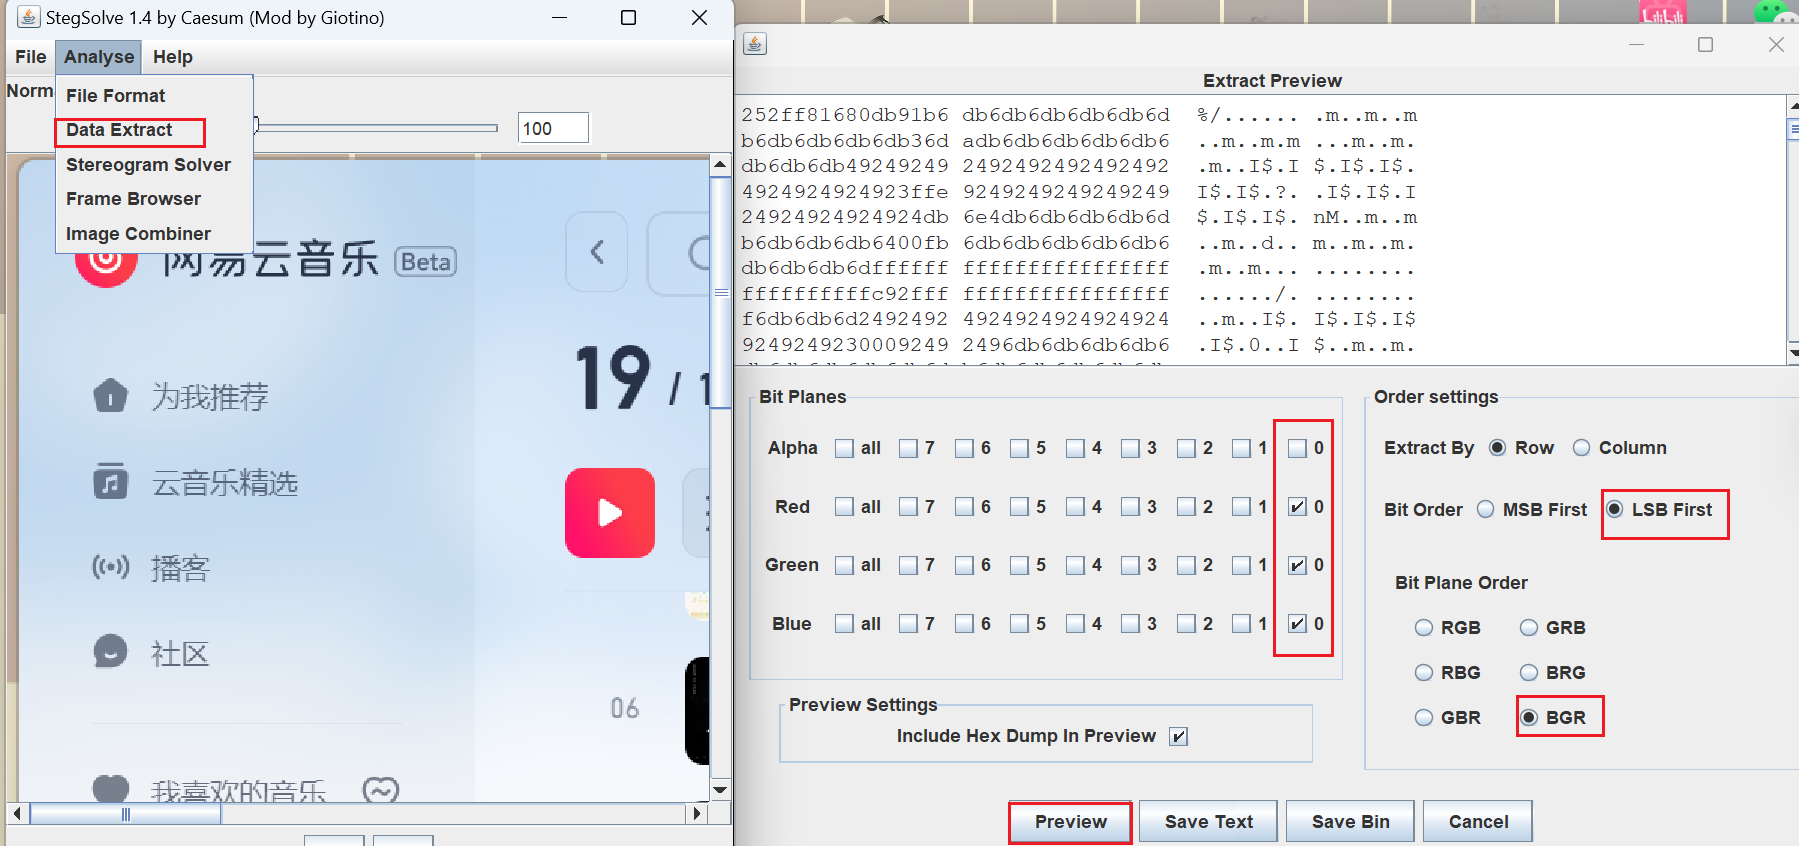 StegSolve 1.4 by Caesum (Mod by Giotino)
File Analyse Help
Norm
File Format
Data Extract
Stereogram Solver
Frame Browser
Image Combiner
100
网易云音乐 Beta
19 / 1
为我推荐
云音乐精选
播客
社区
06
我喜欢的音乐
bilibili
Extract Preview
252ff81680db91b6 db6db6db6db6db6d %/...... .m..m..m
b6db6db6db6db36d adb6db6db6db6db6 ..m..m.m ...m..m.
db6db6db49249249 2492492492492492 .m..I$.I $.I$.I$.
4924924924923ffe 9249249249249249 I$.I$.?. .I$.I$.I
24924924924924db 6e4db6db6db6db6d $.I$.I$. nM..m..m
b6db6db6db6400fb 6db6db6db6db6db6 ..m..d.. m..m..m.
db6db6db6dffffff ffffffffffffffff .m..m... ........
ffffffffffc92fff ffffffffffffffff ....../. ........
f6db6db6d2492492 4924924924924924 ..m..I$. I$.I$.I$
9249249230009249 2496db6db6db6db6 .I$.0..I $..m..m.
Bit Planes
Alpha all 7 6 5 4 3 2 1 0
Red all 7 6 5 4 3 2 1 0
Green all 7 6 5 4 3 2 1 0
Blue all 7 6 5 4 3 2 1 0
Preview Settings
Include Hex Dump In Preview
Order settings
Extract By Row Column
Bit Order MSB First LSB First
Bit Plane Order
RGB GRB
RBG BRG
GBR BGR
Preview Save Text Save Bin Cancel